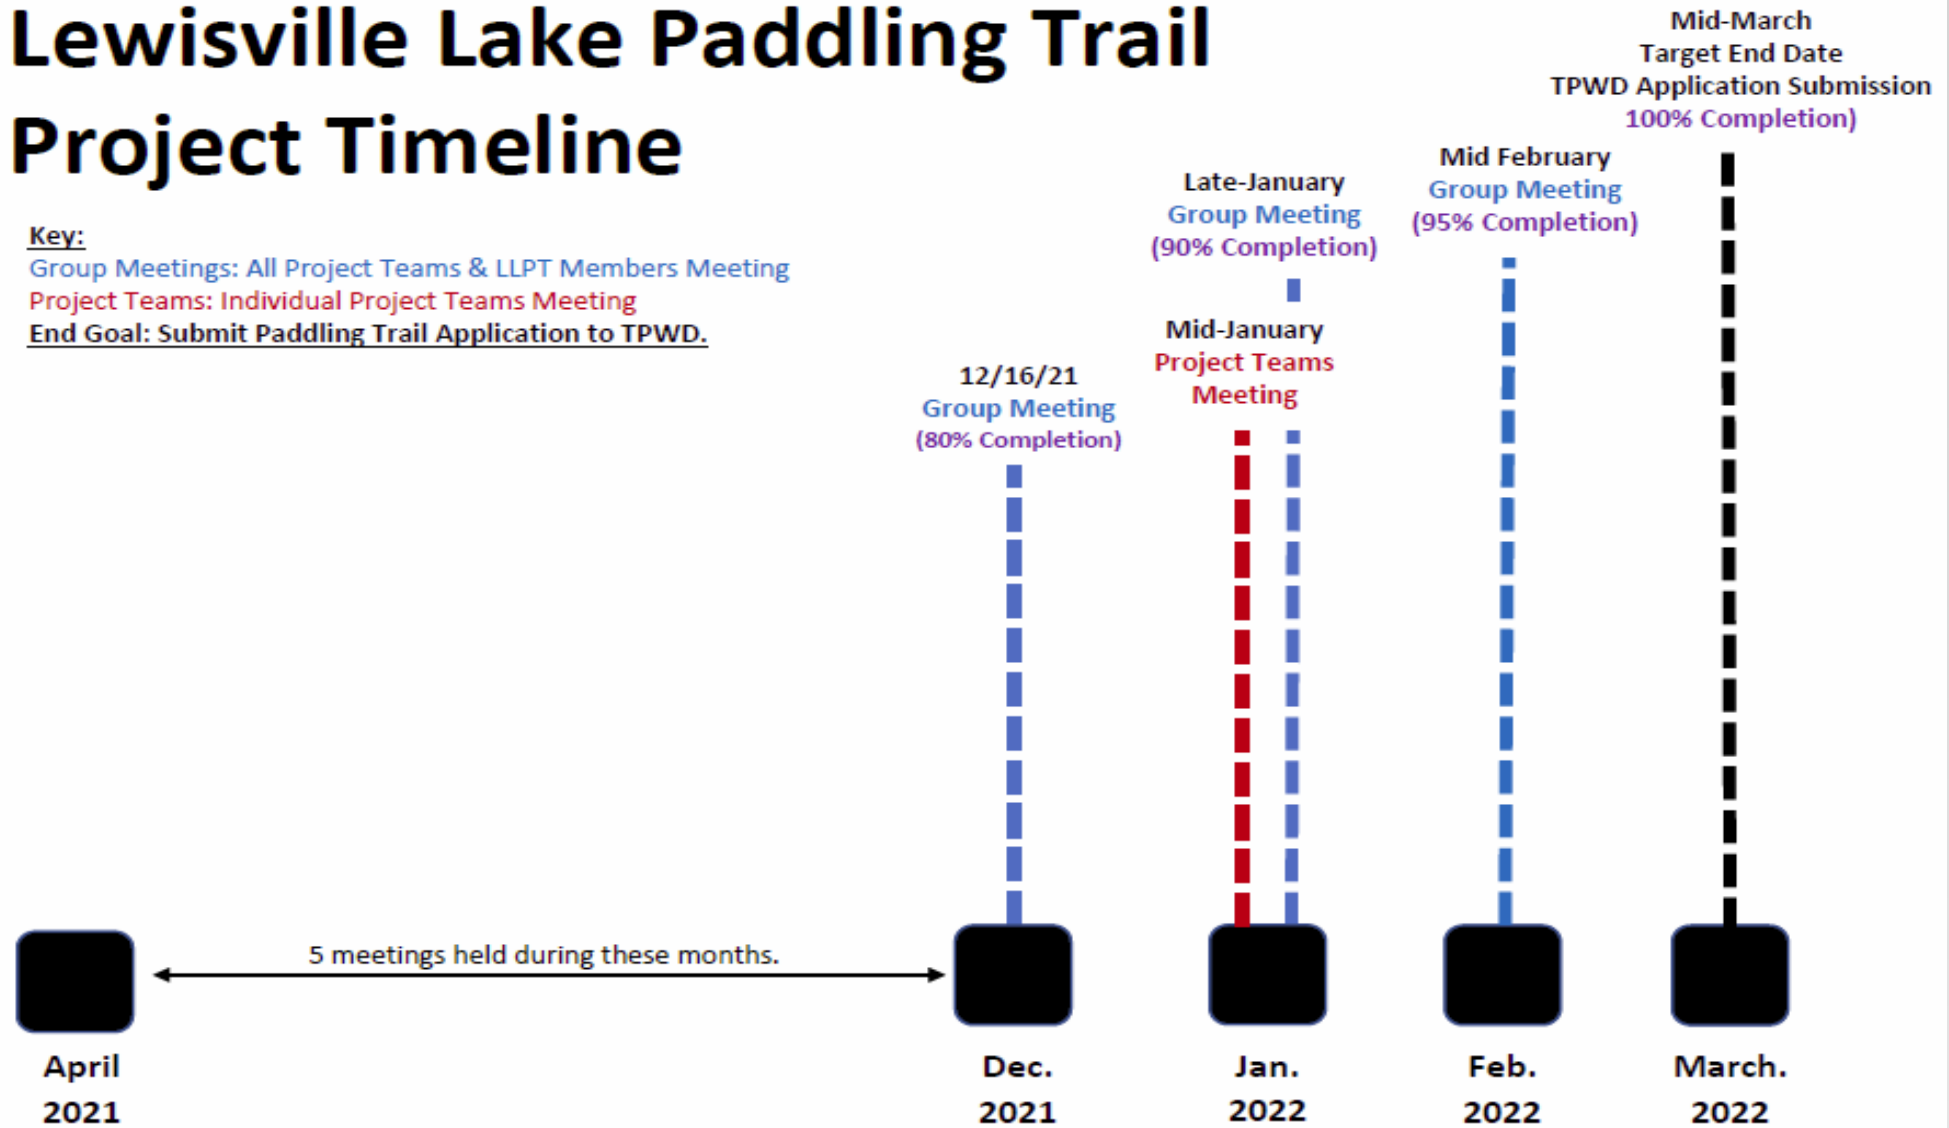 Lewisville Lake Paddling Trail
Project Timeline
Key:
Group Meetings: All Project Teams & LLPT Members Meeting
Project Teams: Individual Project Teams Meeting
End Goal: Submit Paddling Trail Application to TPWD.
12/16/21
Group Meeting
(80% Completion)
Late-January
Group Meeting
(90% Completion)
Mid-January
Project Teams
Meeting
Mid February
Group Meeting
(95% Completion)
Mid-March
Target End Date
TPWD Application Submission
100% Completion)
5 meetings held during these months.
April
2021
Dec.
2021
Jan.
2022
Feb.
2022
March.
2022